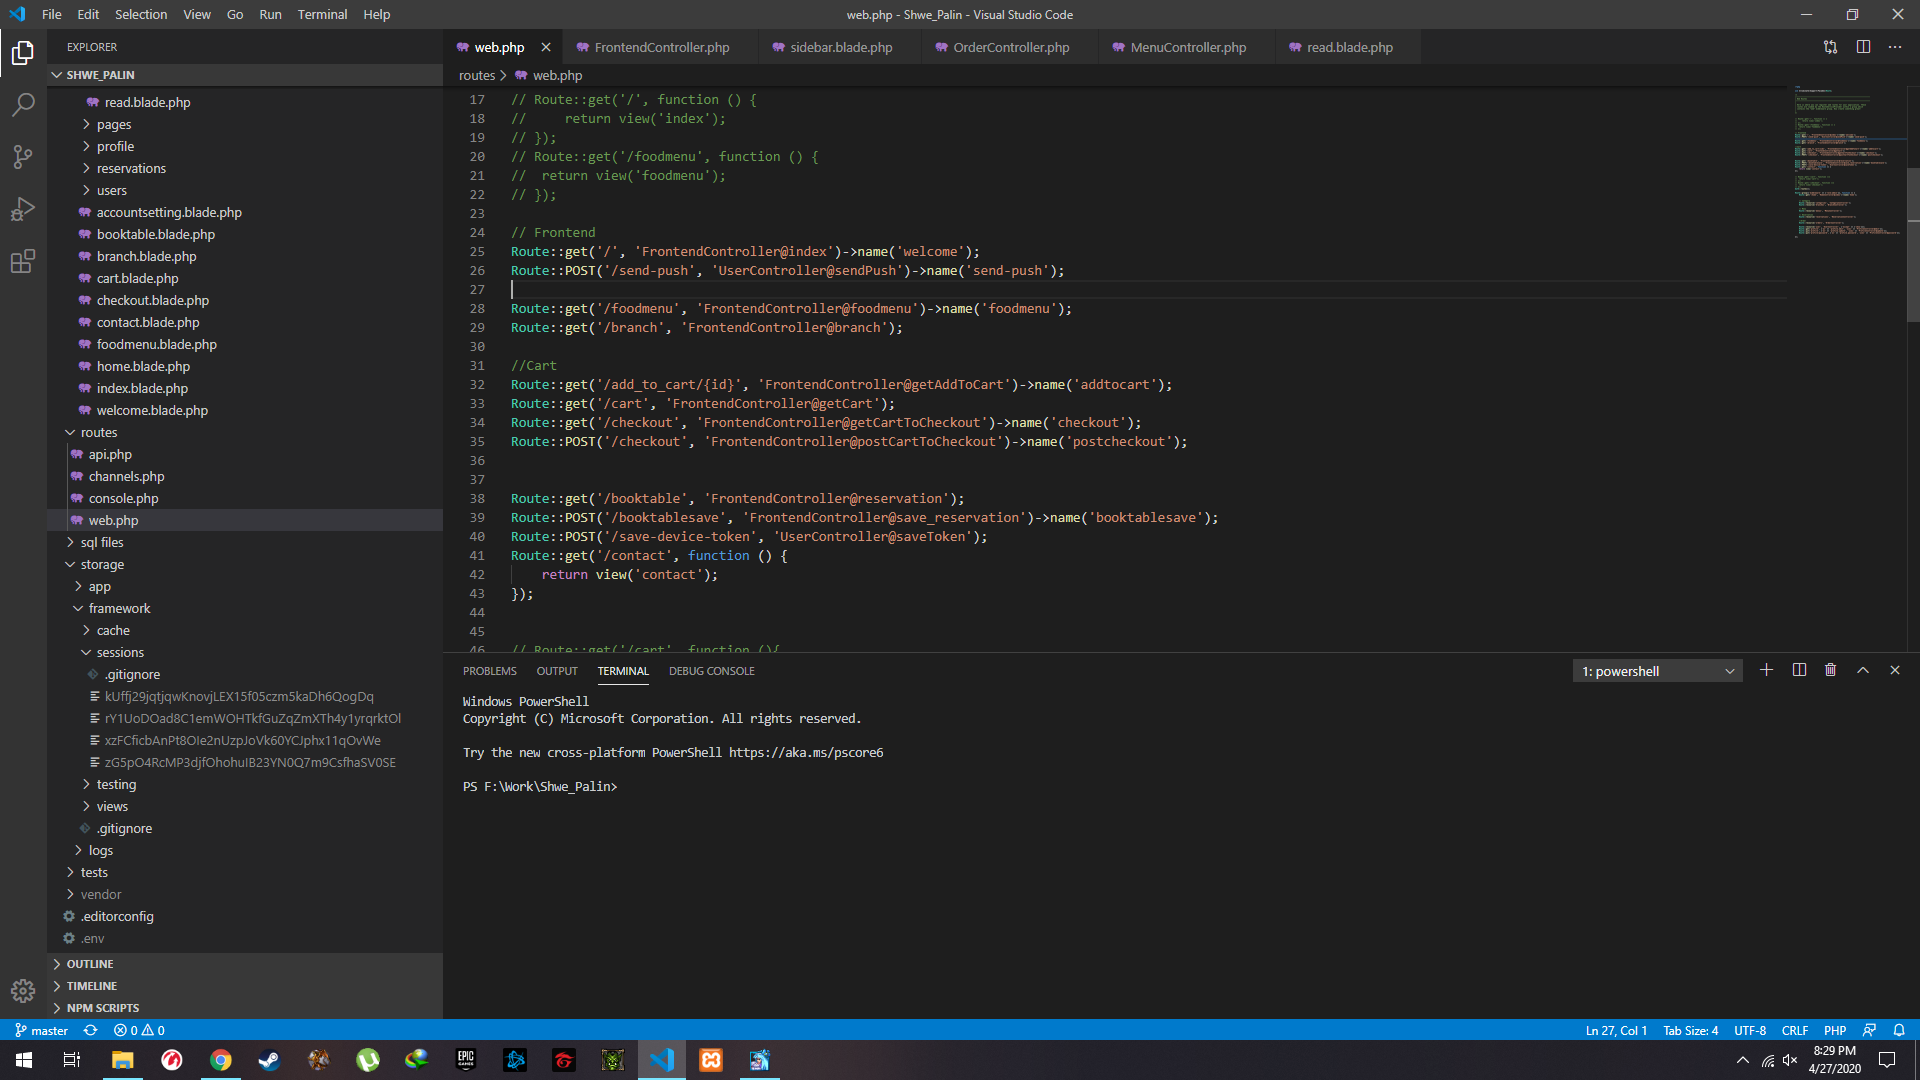 File Edit Selection View Go Run Terminal Help
web.php - Shwe_Palin - Visual Studio Code
EXPLORER
SHWE_PALIN
read.blade.php
pages
profile
reservations
users
accountsetting.blade.php
booktable.blade.php
branch.blade.php
cart.blade.php
checkout.blade.php
contact.blade.php
foodmenu.blade.php
home.blade.php
index.blade.php
welcome.blade.php
routes
api.php
channels.php
console.php
web.php
sql files
storage
app
framework
cache
sessions
.gitignore
kUffj29jqtjqwKnovjLEX15f05czm5kaDh6QogDq
rY1UoDOad8C1emWOHTkfGuZqZmXTh4y1yrqrktOl
xzFCficbAnPt8OIe2nUzpJoVk60YCJphx11qOvWe
zG5pO4RcMP3djfOhohuIB23YN0Q7m9CsfhaSV0SE
testing
views
.gitignore
logs
tests
vendor
.editorconfig
.env
OUTLINE
TIMELINE
NPM SCRIPTS
web.php FrontendController.php sidebar.blade.php OrderController.php MenuController.php read.blade.php
routes web.php
17 // Route::get('/', function () {
18 //     return view('index');
19 // });
20 // Route::get('/foodmenu', function () {
21 //  return view('foodmenu');
22 // });
23
24 // Frontend
25 Route::get('/', 'FrontendController@index')->name('welcome');
26 Route::POST('/send-push', 'UserController@sendPush')->name('send-push');
27
28 Route::get('/foodmenu', 'FrontendController@foodmenu')->name('foodmenu');
29 Route::get('/branch', 'FrontendController@branch');
30
31 //Cart
32 Route::get('/add_to_cart/{id}', 'FrontendController@getAddToCart')->name('addtocart');
33 Route::get('/cart', 'FrontendController@getCart');
34 Route::get('/checkout', 'FrontendController@getCartToCheckout')->name('checkout');
35 Route::POST('/checkout', 'FrontendController@postCartToCheckout')->name('postcheckout');
36
37
38 Route::get('/booktable', 'FrontendController@reservation');
39 Route::POST('/booktablesave', 'FrontendController@save_reservation')->name('booktablesave');
40 Route::POST('/save-device-token', 'UserController@saveToken');
41 Route::get('/contact', function () {
42     return view('contact');
43 });
44
45
46 // Route::get('/cart', function (){
PROBLEMS OUTPUT TERMINAL DEBUG CONSOLE
1: powershell
Windows PowerShell
Copyright (C) Microsoft Corporation. All rights reserved.
Try the new cross-platform PowerShell https://aka.ms/pscore6
PS F:\Work\Shwe_Palin>
master 0 0
Ln 27, Col 1 Tab Size: 4 UTF-8 CRLF PHP
EPIC GAMES
8:29 PM
4/27/2020